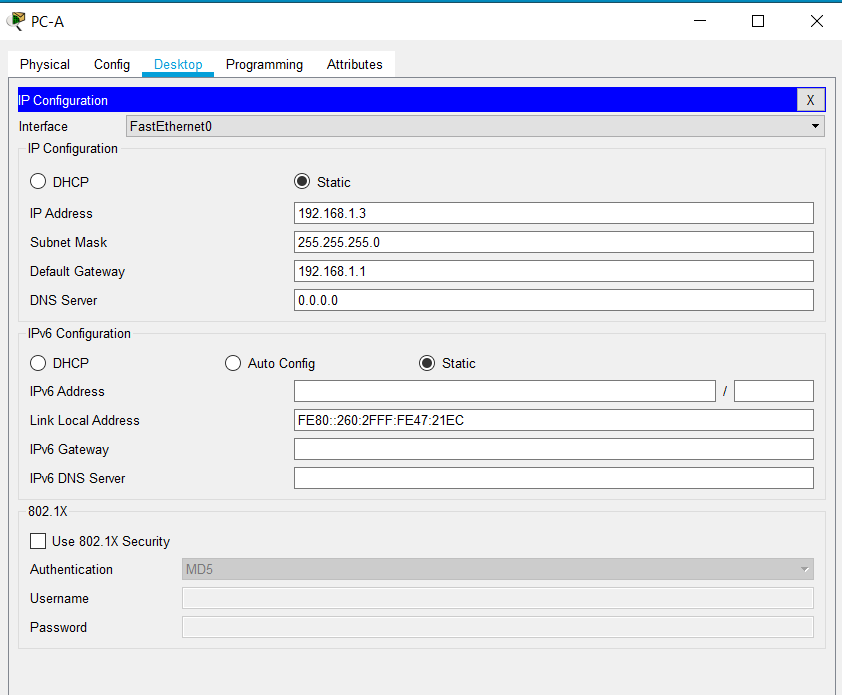 PC-A
Physical Config Desktop Programming Attributes
IP Configuration X
Interface FastEthernet0
IP Configuration
DHCP Static
IP Address 192.168.1.3
Subnet Mask 255.255.255.0
Default Gateway 192.168.1.1
DNS Server 0.0.0.0
IPv6 Configuration
DHCP Auto Config Static
IPv6 Address /
Link Local Address FE80::260:2FFF:FE47:21EC
IPv6 Gateway
IPv6 DNS Server
802.1X
Use 802.1X Security
Authentication MD5
Username
Password